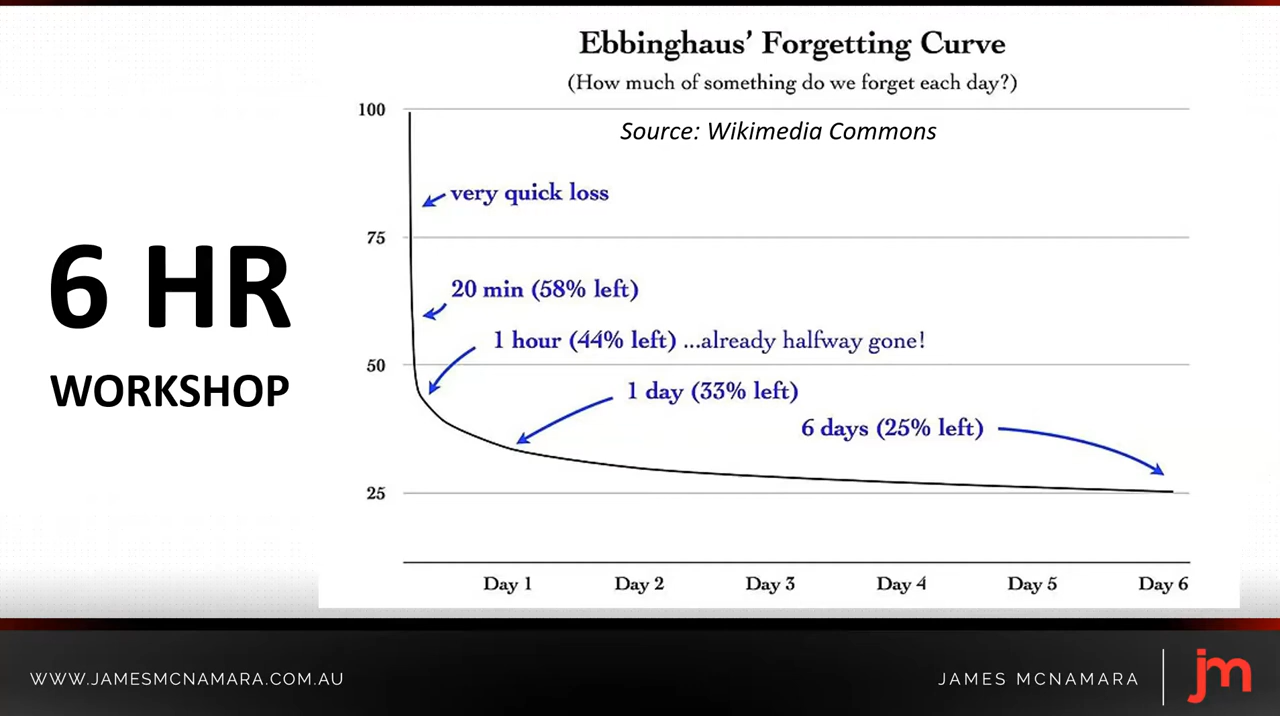 Ebbinghaus' Forgetting Curve
(How much of something do we forget each day?)
Source: Wikimedia Commons
6 HR
WORKSHOP
100
75
50
25
very quick loss
20 min (58% left)
1 hour (44% left) ...already halfway gone!
1 day (33% left)
6 days (25% left)
Day 1 Day 2 Day 3 Day 4 Day 5 Day 6
WWW.JAMESMCNAMARA.COM.AU
JAMES MCNAMARA
jm